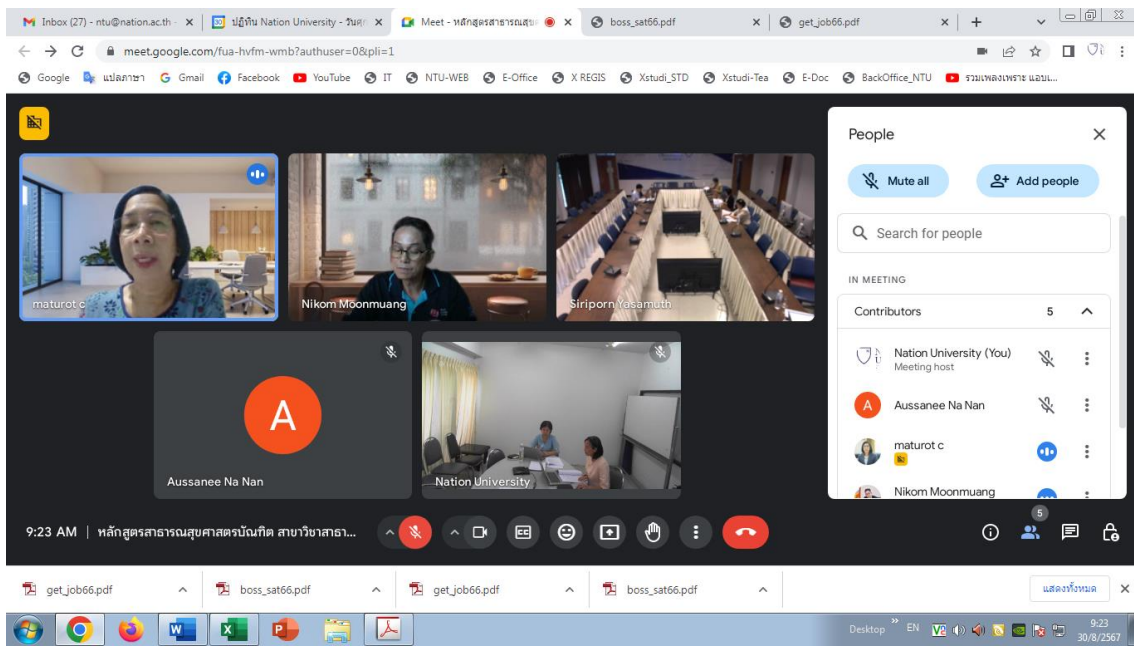 Inbox (27) - ntu@nation.ac.th -
ปฏิทิน Nation University - วันศุก
Meet - หลักสูตรสาธารณสุข
boss_sat66.pdf
get_job66.pdf
meet.google.com/fua-hvfm-wmb?authuser=0&pli=1
Google
แปลภาษา
Gmail
Facebook
YouTube
IT
NTU-WEB
E-Office
X REGIS
Xstudi_STD
Xstudi-Tea
E-Doc
BackOffice_NTU
รวมเพลงเพราะ แอบเ...
maturot c
Nikom Moonmuang
Siriporn Yasamuth
A
Aussanee Na Nan
Nation University
People
Mute all
Add people
Search for people
IN MEETING
Contributors 5
Nation University (You)
Meeting host
A Aussanee Na Nan
maturot c
Nikom Moonmuang
9:23 AM | หลักสูตรสาธารณสุขศาสตรบัณฑิต สาขาวิชาสาธา...
5
get_job66.pdf
boss_sat66.pdf
get_job66.pdf
boss_sat66.pdf
แสดงทั้งหมด
Desktop
EN
9:23
30/8/2567